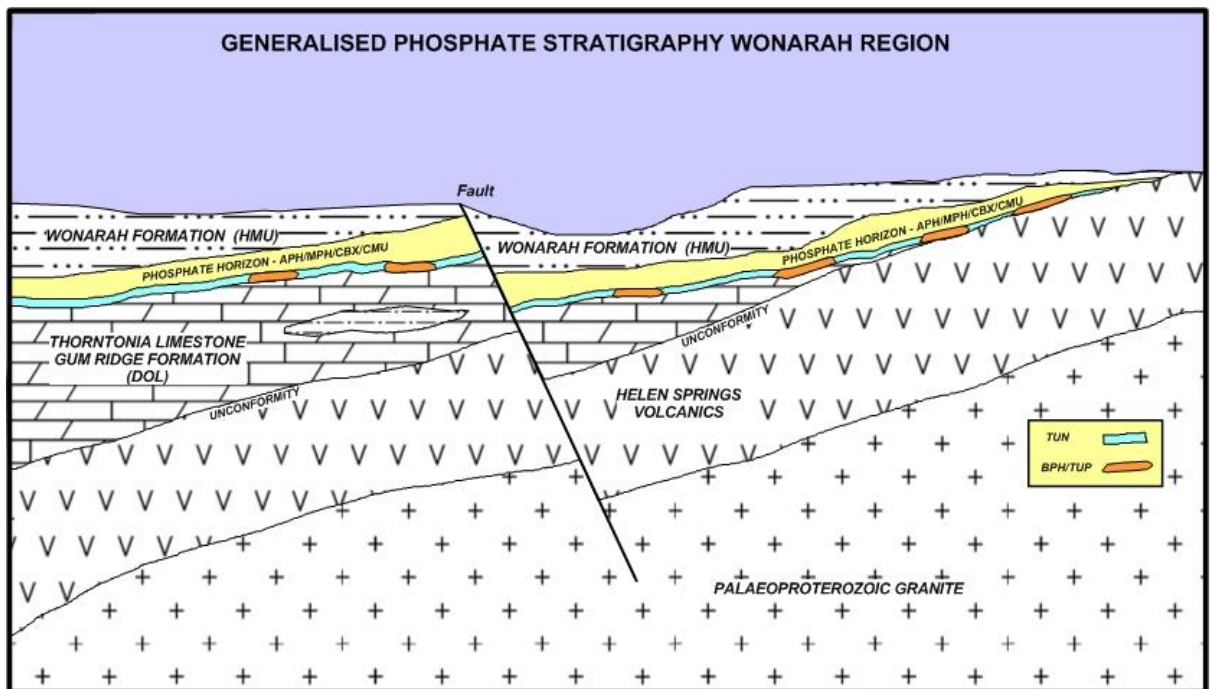 GENERALISED PHOSPHATE STRATIGRAPHY WONARAH REGION
Fault
WONARAH FORMATION (HMU)
WONARAH FORMATION (HMU)
PHOSPHATE HORIZON - APH/MPH/CBX/CMU
PHOSPHATE HORIZON - APH/MPH/CBX/CMU
THORNTONIA LIMESTONE
GUM RIDGE FORMATION
(DOL)
UNCONFORMITY
UNCONFORMITY
HELEN SPRINGS
VOLCANICS
TUN
BPH/TUP
PALAEOPROTEROZOIC GRANITE